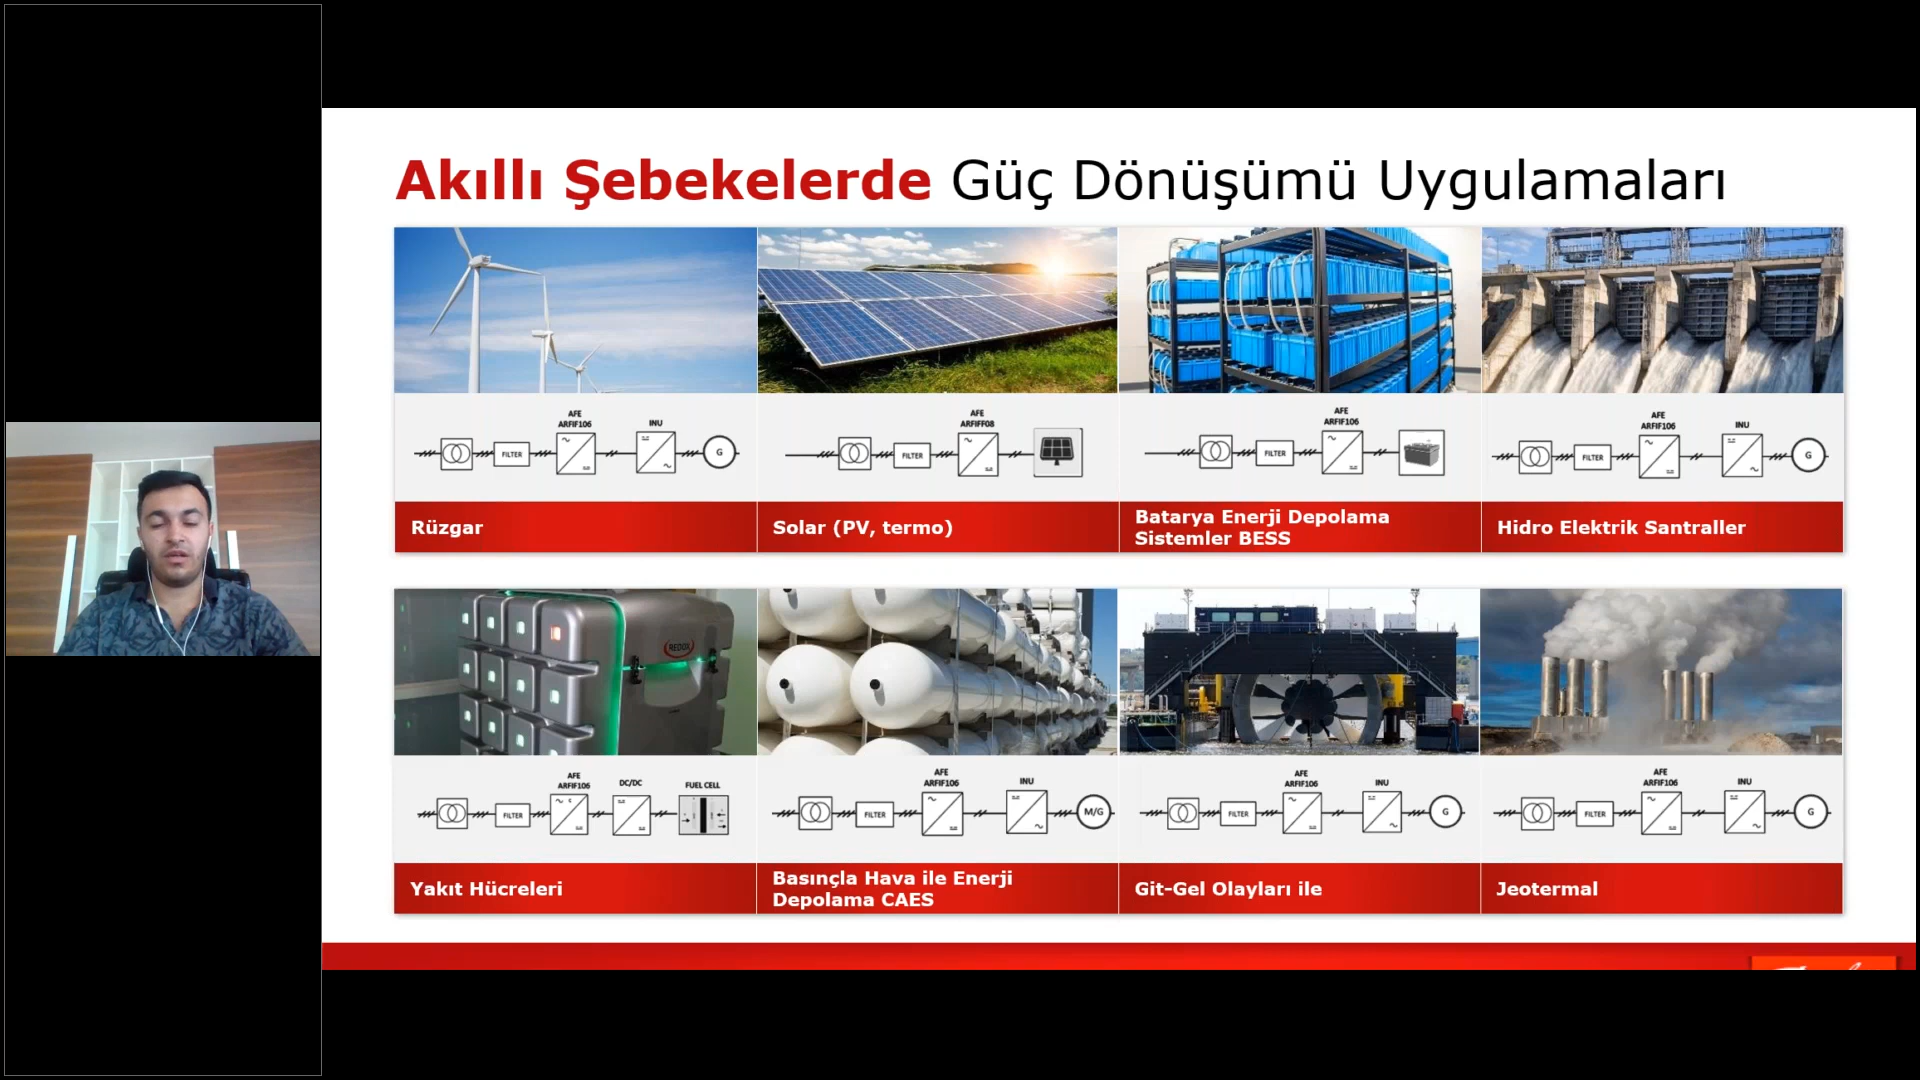 Akıllı Şebekelerde Güç Dönüşümü Uygulamaları
AFE
ARFIF106
INU
FILTER
G
AFE
ARFIFF08
FILTER
AFE
ARFIF106
FILTER
AFE
ARFIF106
INU
FILTER
G
Rüzgar
Solar (PV, termo)
Batarya Enerji Depolama
Sistemler BESS
Hidro Elektrik Santraller
REDOX
AFE
ARFIF106
DC/DC
FUEL CELL
FILTER
AFE
ARFIF106
INU
FILTER
M/G
AFE
ARFIF106
INU
FILTER
G
AFE
ARFIF106
INU
FILTER
G
Yakıt Hücreleri
Basınçla Hava ile Enerji
Depolama CAES
Git-Gel Olayları ile
Jeotermal